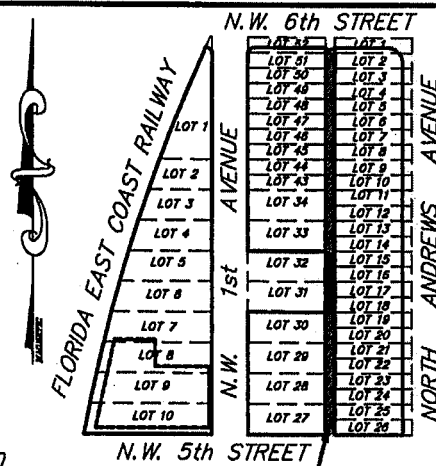 N.W. 6th STREET
FLORIDA EAST COAST RAILWAY
LOT 1
LOT 2
LOT 3
LOT 4
LOT 5
LOT 6
LOT 7
LOT 8
LOT 9
LOT 10
N.W. 1st AVENUE
LOT 52
LOT 51
LOT 50
LOT 49
LOT 48
LOT 47
LOT 46
LOT 45
LOT 44
LOT 43
LOT 34
LOT 33
LOT 32
LOT 31
LOT 30
LOT 29
LOT 28
LOT 27
LOT 1
LOT 2
LOT 3
LOT 4
LOT 5
LOT 6
LOT 7
LOT 8
LOT 9
LOT 10
LOT 11
LOT 12
LOT 13
LOT 14
LOT 15
LOT 16
LOT 17
LOT 18
LOT 19
LOT 20
LOT 21
LOT 22
LOT 23
LOT 24
LOT 25
LOT 26
NORTH ANDREWS AVENUE
N.W. 5th STREET